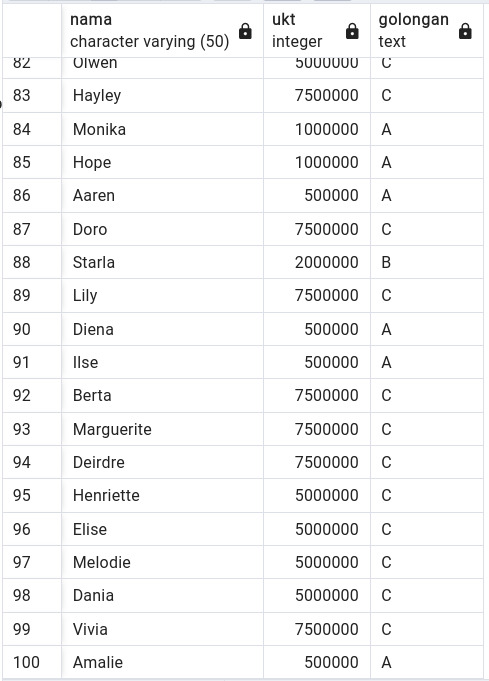 nama ukt golongan
character varying (50) integer text
82 Olwen 5000000 C
83 Hayley 7500000 C
84 Monika 1000000 A
85 Hope 1000000 A
86 Aaren 500000 A
87 Doro 7500000 C
88 Starla 2000000 B
89 Lily 7500000 C
90 Diena 500000 A
91 Ilse 500000 A
92 Berta 7500000 C
93 Marguerite 7500000 C
94 Deirdre 7500000 C
95 Henriette 5000000 C
96 Elise 5000000 C
97 Melodie 5000000 C
98 Dania 5000000 C
99 Vivia 7500000 C
100 Amalie 500000 A